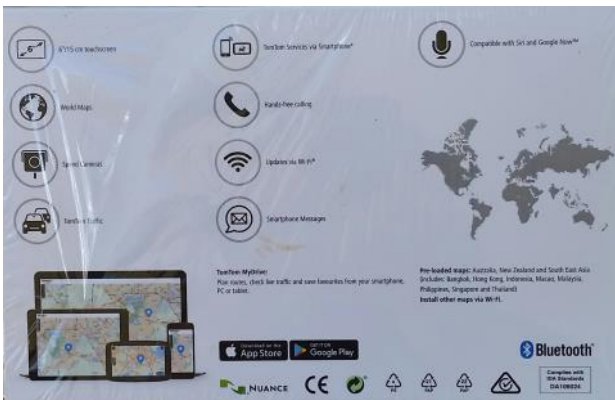 6"/15 cm touchscreen
TomTom Services via Smartphone*
Compatible with Siri and Google Now™
World Maps
Hands-free calling
Speed Cameras
Updates via Wi-Fi®
TomTom Traffic
Smartphone Messages
TomTom MyDrive:
Plan routes, check live traffic and save favourites from your smartphone,
PC or tablet.
Pre-loaded maps: Australia, New Zealand and South East Asia
(includes: Bangkok, Hong Kong, Indonesia, Macao, Malaysia,
Philippines, Singapore and Thailand)
Install other maps via Wi-Fi.
Download on the
App Store
GET IT ON
Google Play
Bluetooth®
NUANCE
CE
Complies with
IDA Standards